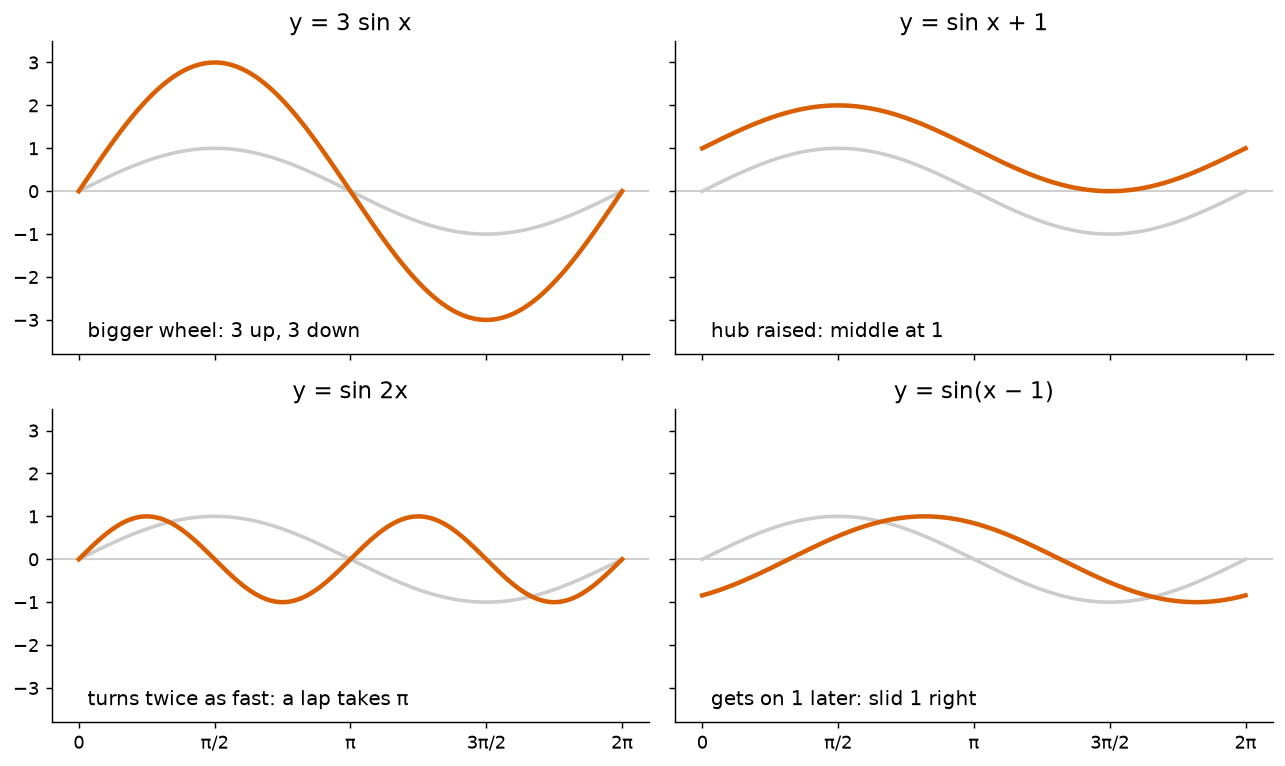 y = 3 sin x
3
2
1
0
−1
−2
−3
bigger wheel: 3 up, 3 down
y = sin x + 1
hub raised: middle at 1
y = sin 2x
3
2
1
0
−1
−2
−3
turns twice as fast: a lap takes π
0 π/2 π 3π/2 2π
y = sin(x − 1)
gets on 1 later: slid 1 right
0 π/2 π 3π/2 2π